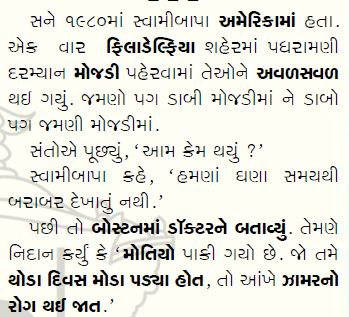 સને ૧૯૮૦માં સ્વામીબાપા અમેરિકામાં હતા.
એક વાર ફિલાડેલ્ફિયા શહેરમાં પધરામણી
દરમ્યાન મોજડી પહેરવામાં તેઓને અવળસવળ
થઈ ગયું. જમણો પગ ડાબી મોજડીમાં ને ડાબો
પગ જમણી મોજડીમાં.
સંતોએ પૂછ્યું, ‘આમ કેમ થયું ?’
સ્વામીબાપા કહે, ‘હમણાં ઘણા સમયથી
બરાબર દેખાતું નથી.’
પછી તો બોસ્ટનમાં ડૉક્ટરને બતાવ્યું. તેમણે
નિદાન કર્યું કે ‘મોતિયો પાકી ગયો છે. જો તમે
થોડા દિવસ મોડા પડ્યા હોત, તો આંખે ઝામરનો
રોગ થઈ જાત.’